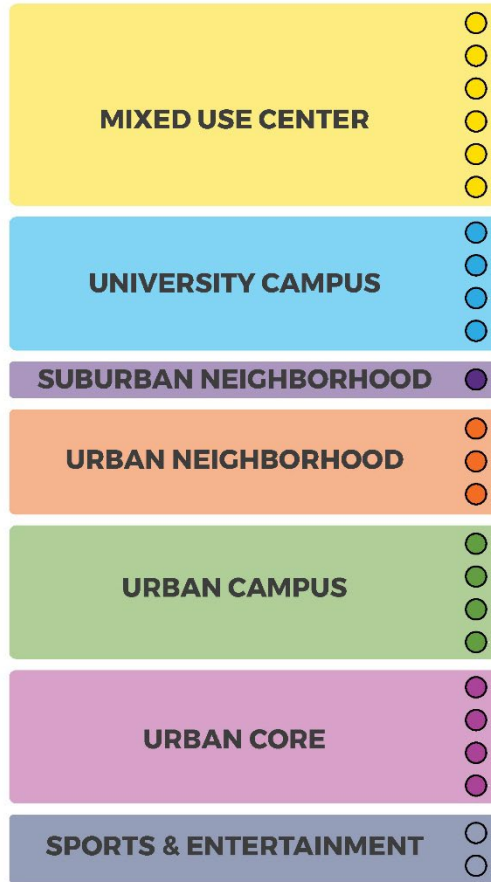 MIXED USE CENTER
UNIVERSITY CAMPUS
SUBURBAN NEIGHBORHOOD
URBAN NEIGHBORHOOD
URBAN CAMPUS
URBAN CORE
SPORTS & ENTERTAINMENT